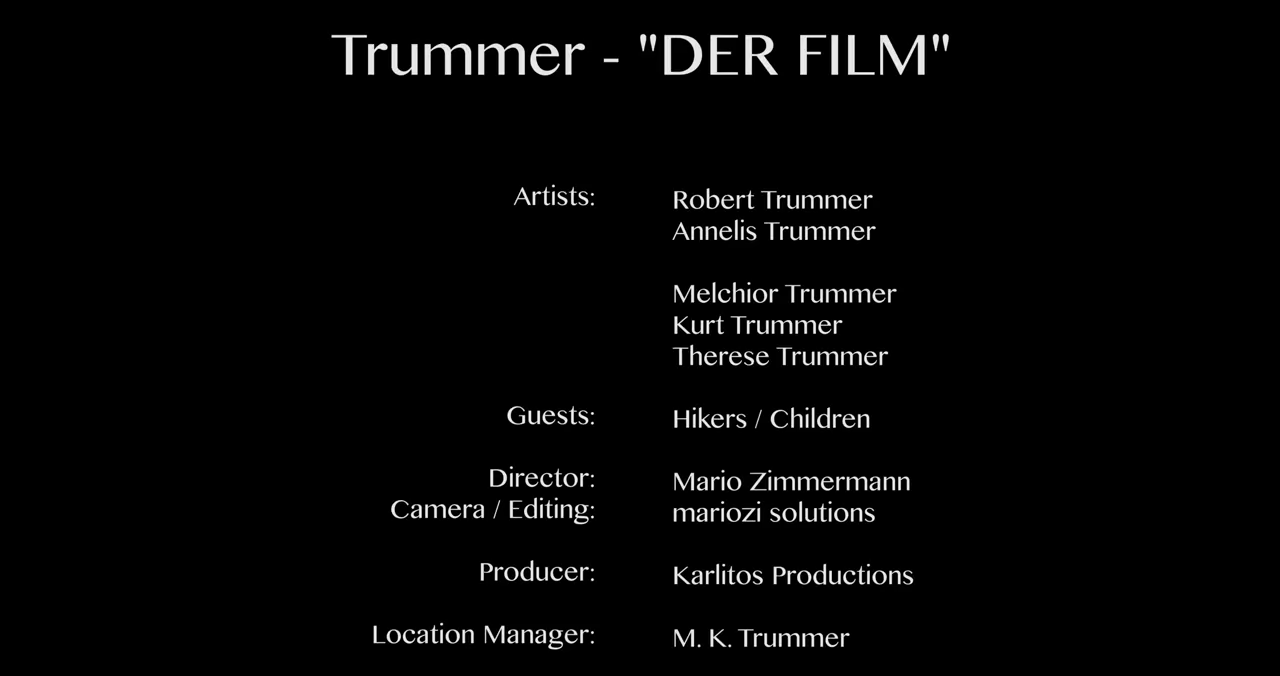 Trummer - "DER FILM"
Artists: Robert Trummer
Annelis Trummer
Melchior Trummer
Kurt Trummer
Therese Trummer
Guests: Hikers / Children
Director: Mario Zimmermann
Camera / Editing: mariozi solutions
Producer: Karlitos Productions
Location Manager: M. K. Trummer